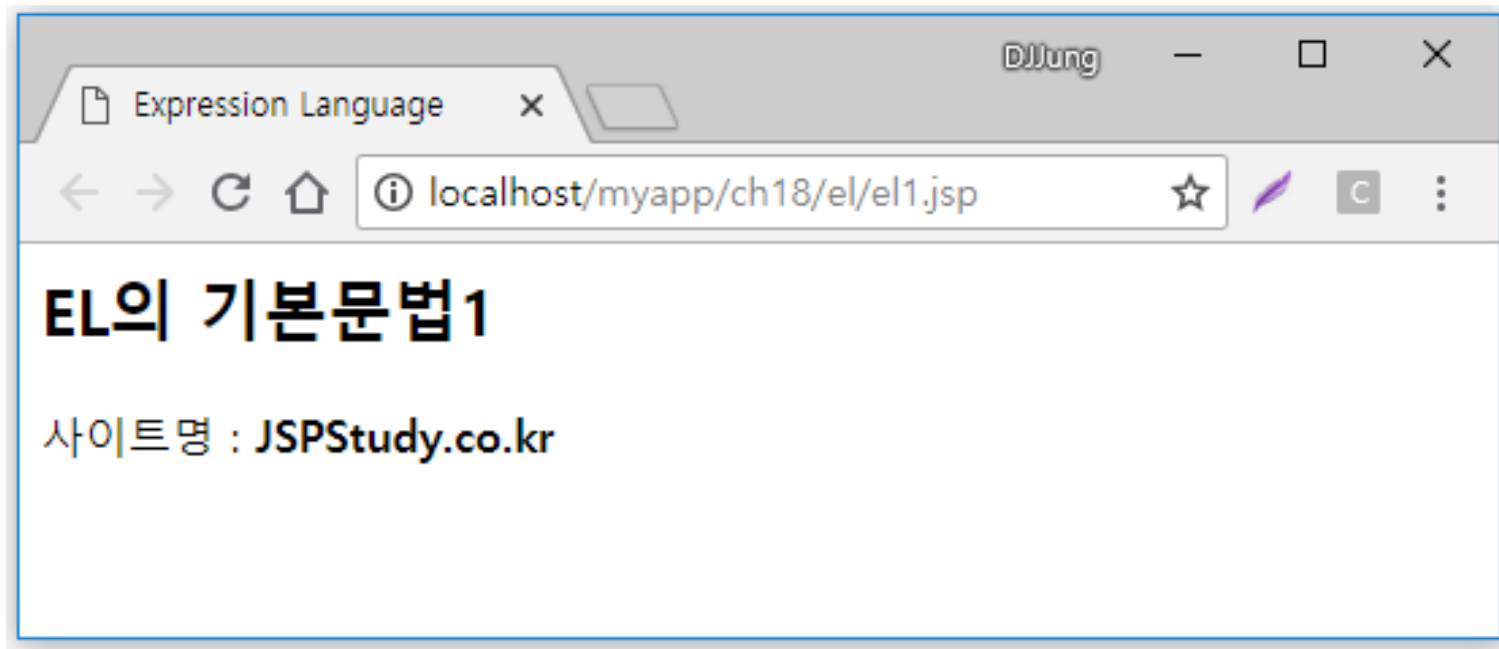 DJJung
Expression Language
localhost/myapp/ch18/el/el1.jsp
C
EL의 기본문법1
사이트명 : JSPStudy.co.kr